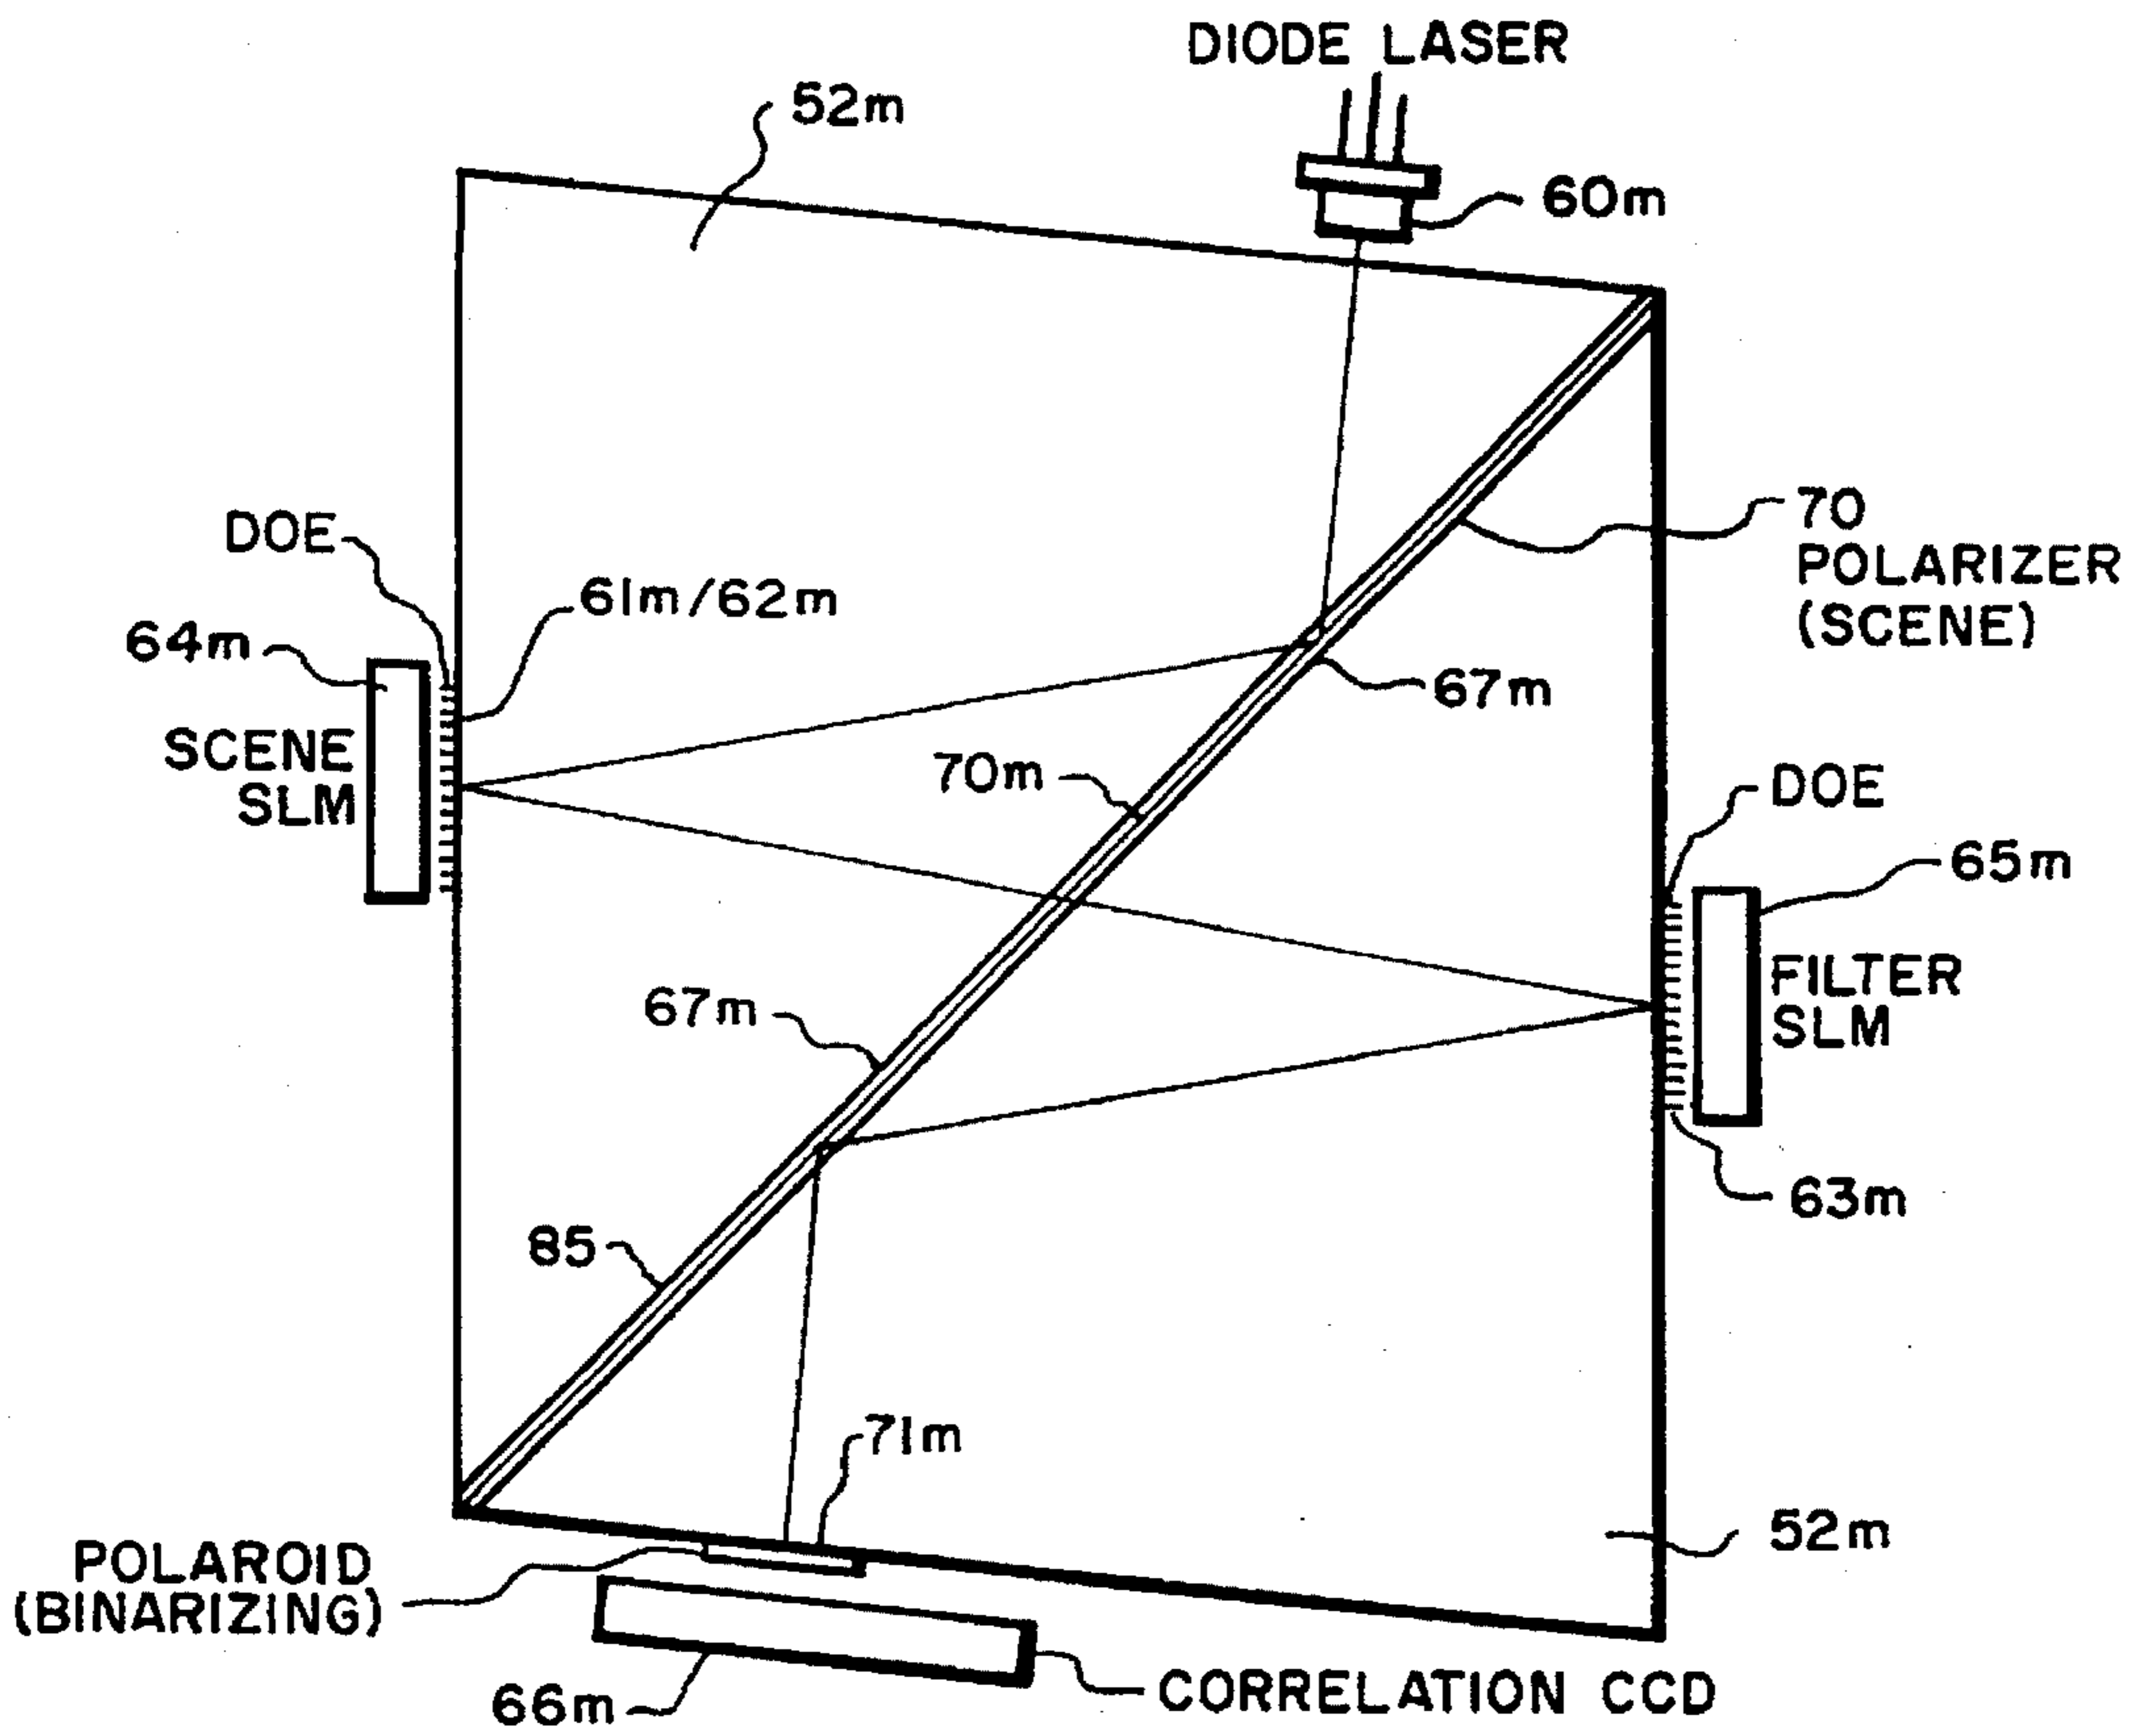 DIODE LASER
52m
60m
DOE
61m/62m
70
POLARIZER
(SCENE)
64m
67m
SCENE
SLM
70m
DOE
65m
67m
FILTER
SLM
63m
85
71m
52m
POLAROID
(BINARIZING)
66m
CORRELATION CCD